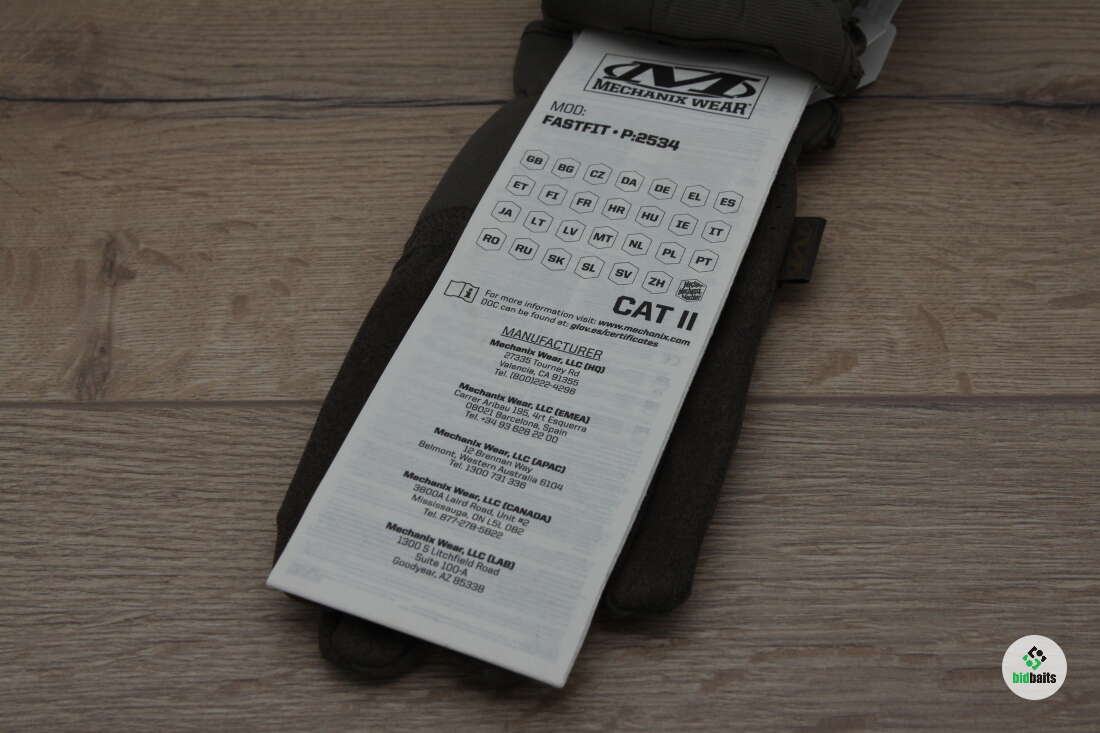 MECHANIX WEAR
MOD:
FASTFIT • P:2534
GB BG CZ DA DE EL ES
ET FI FR HR HU IE IT
JA LT LV MT NL PL PT
RO RU SK SL SV ZH
CAT II
For more information visit: www.mechanix.com
DOC can be found at: glov.es/certificates
MANUFACTURER
Mechanix Wear, LLC (HQ)
27335 Tourney Rd
Valencia, CA 91355
Tel. (800)222-4296
Mechanix Wear, LLC (EMEA)
Carrer Aribau 195, 4rt Esquerra
08021 Barcelona, Spain
Tel. +34 93 628 22 00
Mechanix Wear, LLC (APAC)
12 Brennan Way
Belmont, Western Australia 6104
Tel. 1300 731 336
Mechanix Wear, LLC (CANADA)
3800A Laird Road, Unit #2
Mississauga, ON L5L 0B2
Tel. 877-278-5822
Mechanix Wear, LLC (LAB)
1300 S Litchfield Road
Suite 100-A
Goodyear, AZ 85338
bidbaits